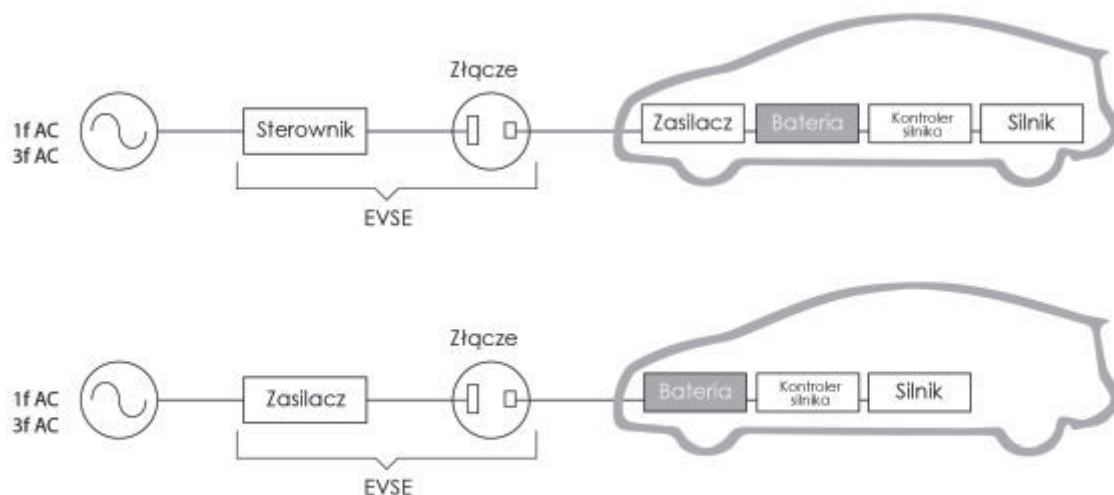 Złącze
1f AC
3f AC
Sterownik
Zasilacz
Bateria
Kontroler
silnika
Silnik
EVSE
Złącze
1f AC
3f AC
Zasilacz
Bateria
Kontroler
silnika
Silnik
EVSE